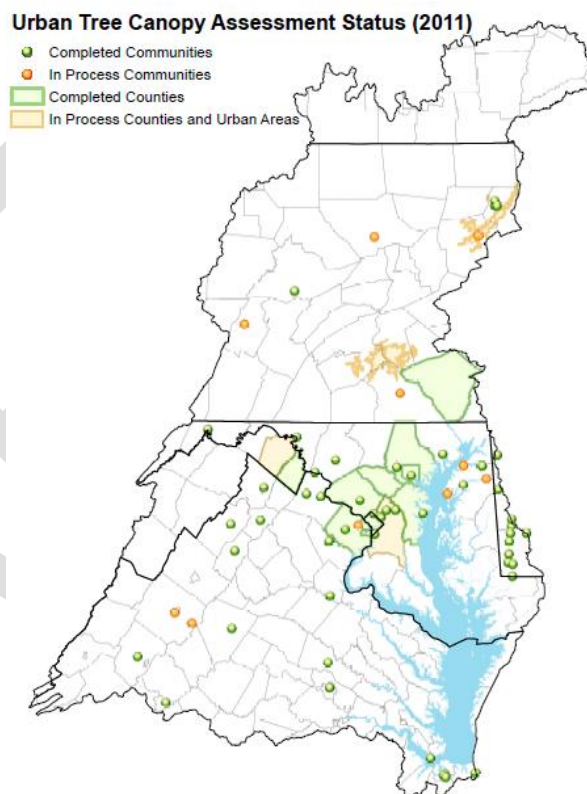 Urban Tree Canopy Assessment Status (2011)
Completed Communities
In Process Communities
Completed Counties
In Process Counties and Urban Areas